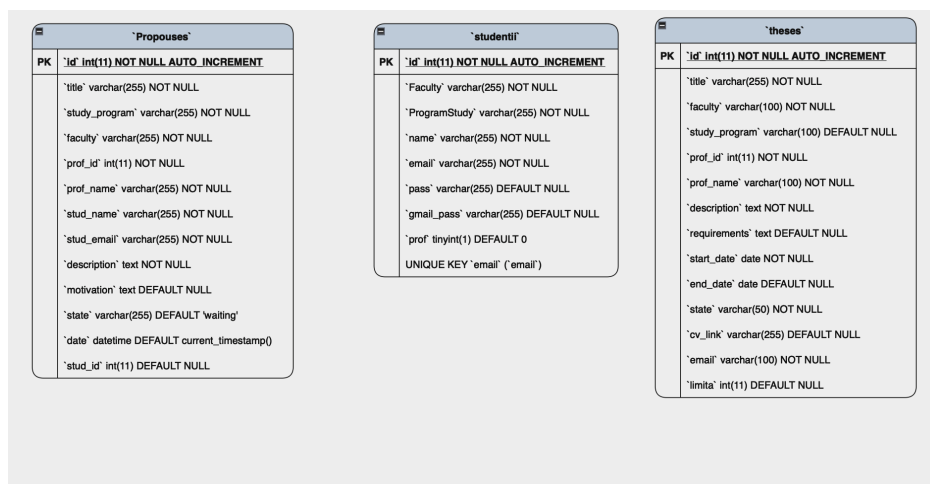 `Propouses`
PK `id` int(11) NOT NULL AUTO_INCREMENT
`title` varchar(255) NOT NULL
`study_program` varchar(255) NOT NULL
`faculty` varchar(255) NOT NULL
`prof_id` int(11) NOT NULL
`prof_name` varchar(255) NOT NULL
`stud_name` varchar(255) NOT NULL
`stud_email` varchar(255) NOT NULL
`description` text NOT NULL
`motivation` text DEFAULT NULL
`state` varchar(255) DEFAULT 'waiting'
`date` datetime DEFAULT current_timestamp()
`stud_id` int(11) DEFAULT NULL
`studentii`
PK `id` int(11) NOT NULL AUTO_INCREMENT
`Faculty` varchar(255) NOT NULL
`ProgramStudy` varchar(255) NOT NULL
`name` varchar(255) NOT NULL
`email` varchar(255) NOT NULL
`pass` varchar(255) DEFAULT NULL
`gmail_pass` varchar(255) DEFAULT NULL
`prof` tinyint(1) DEFAULT 0
UNIQUE KEY `email` (`email`)
`theses`
PK `id` int(11) NOT NULL AUTO_INCREMENT
`title` varchar(255) NOT NULL
`faculty` varchar(100) NOT NULL
`study_program` varchar(100) DEFAULT NULL
`prof_id` int(11) NOT NULL
`prof_name` varchar(100) NOT NULL
`description` text NOT NULL
`requirements` text DEFAULT NULL
`start_date` date NOT NULL
`end_date` date DEFAULT NULL
`state` varchar(50) NOT NULL
`cv_link` varchar(255) DEFAULT NULL
`email` varchar(100) NOT NULL
`limita` int(11) DEFAULT NULL